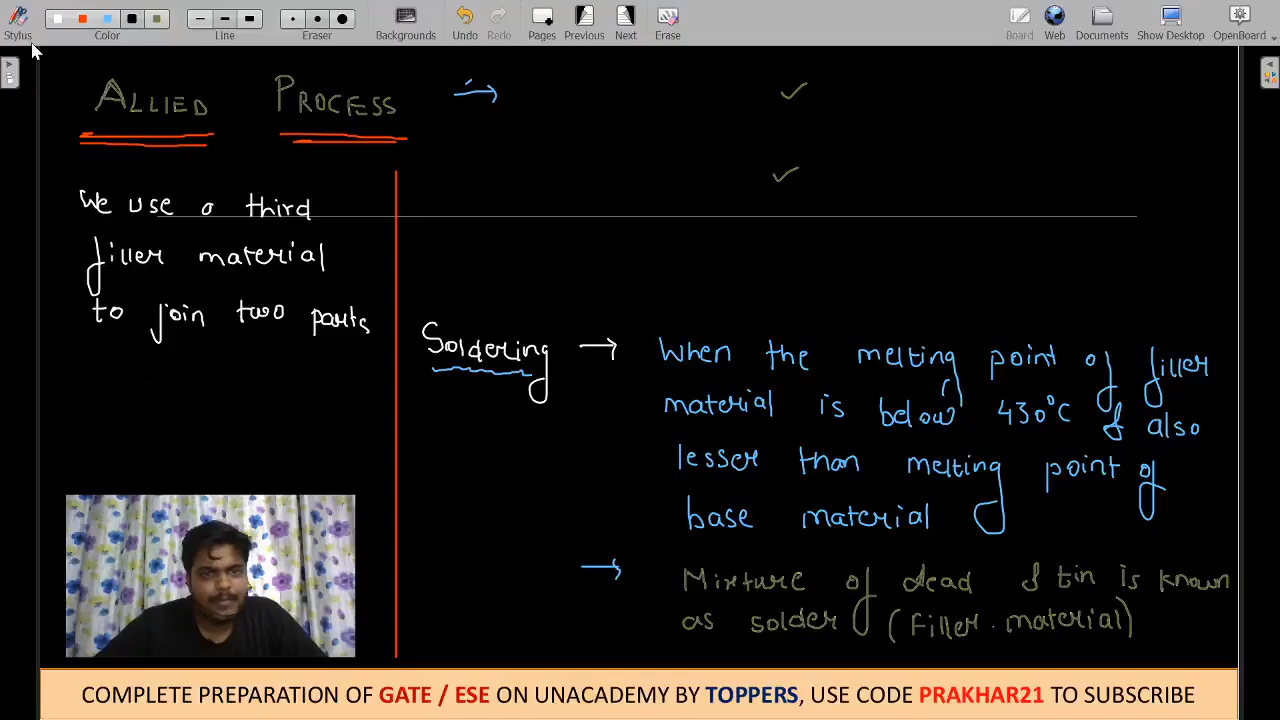 Stylus
Color
Line
Eraser
Backgrounds
Undo
Redo
Pages
Previous
Next
Erase
Board
Web
Documents
Show Desktop
OpenBoard
ALLIED PROCESS →
We use a third
filler material
to join two parts
Soldering → When the melting point of filler
material is below 430°C & also
lesser than melting point of
base material
→ Mixture of dead & tin is known
as solder (Filler. material)
COMPLETE PREPARATION OF GATE / ESE ON UNACADEMY BY TOPPERS, USE CODE PRAKHAR21 TO SUBSCRIBE